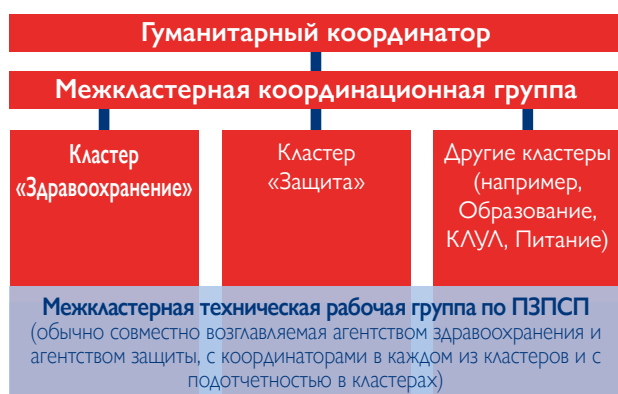 Гуманитарный координатор
Межкластерная координационная группа
Кластер
«Здравоохранение»
Кластер
«Защита»
Другие кластеры
(например,
Образование,
КЛУЛ, Питание)
Межкластерная техническая рабочая группа по ПЗПСП
(обычно совместно возглавляемая агентством здравоохранения и
агентством защиты, с координаторами в каждом из кластеров и с
подотчетностью в кластерах)